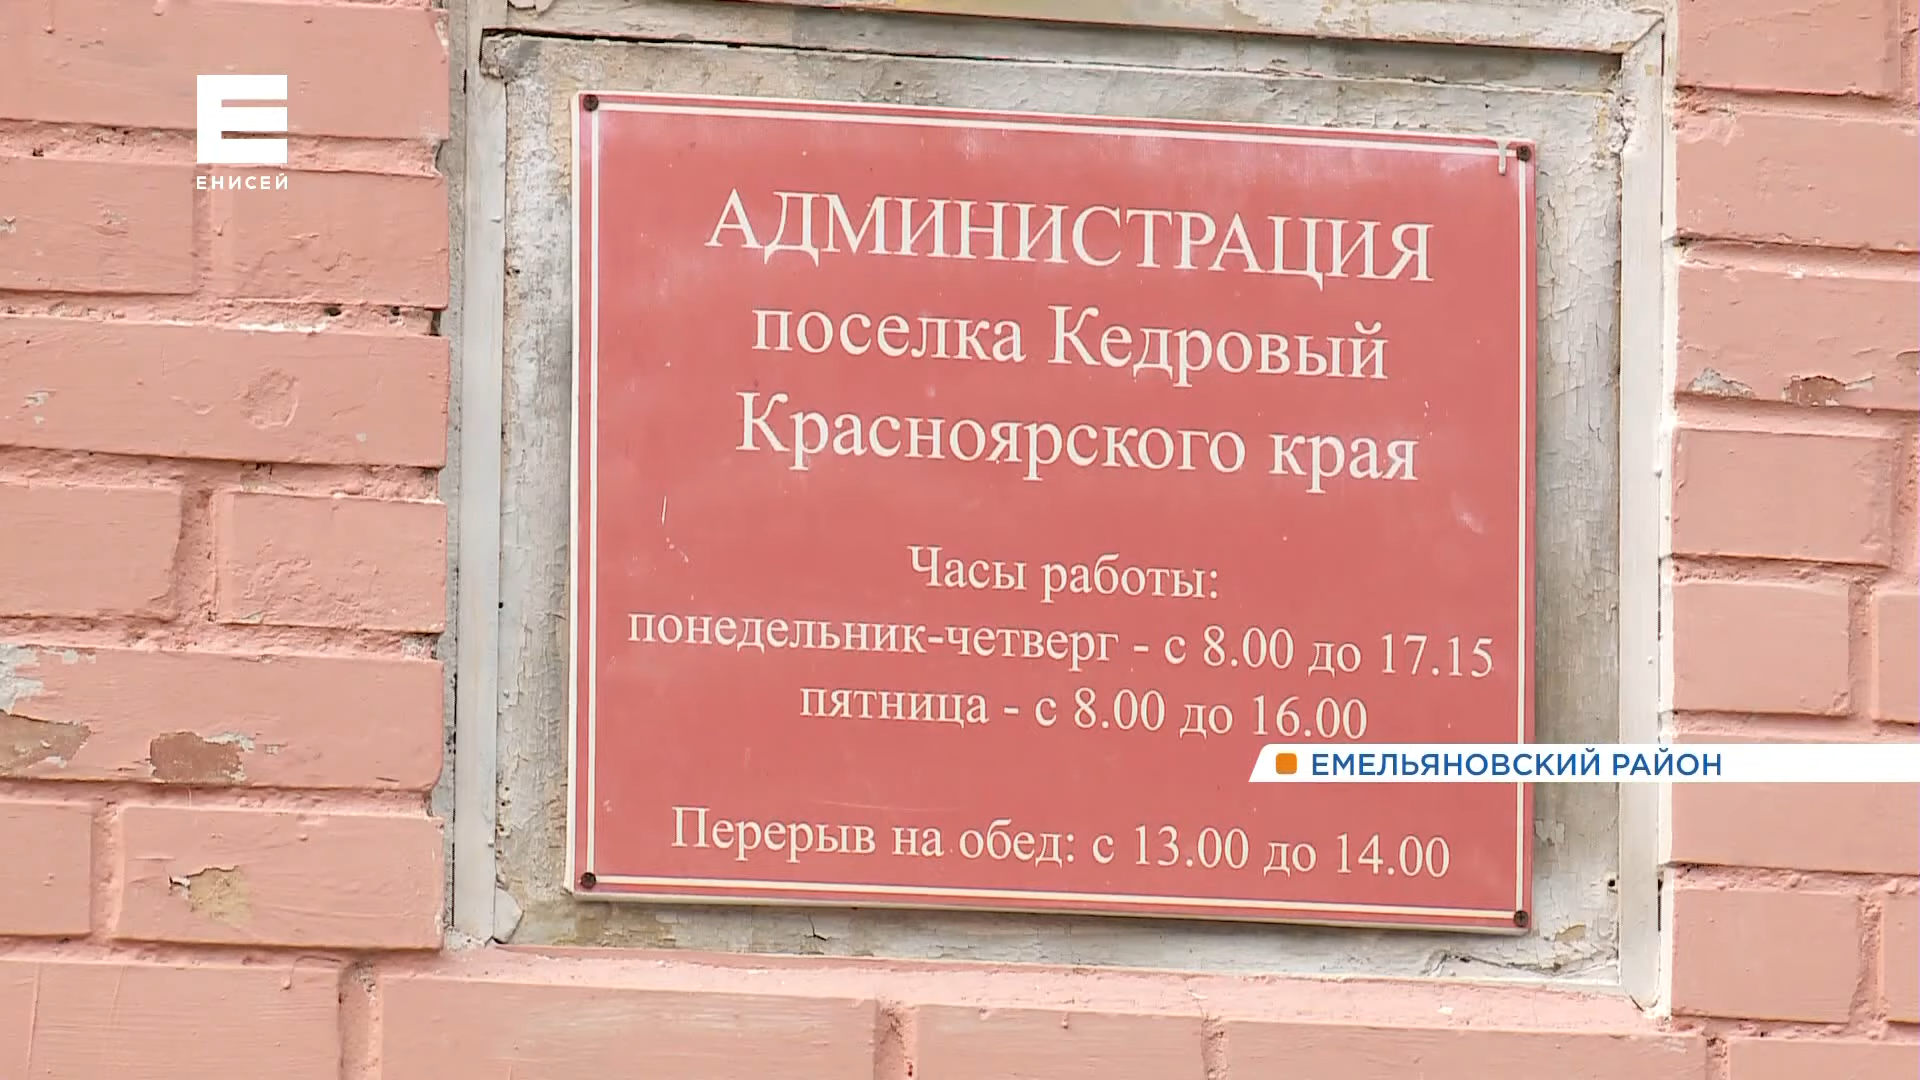 ЕНИСЕЙ
АДМИНИСТРАЦИЯ
поселка Кедровый
Красноярского края
Часы работы:
понедельник-четверг - с 8.00 до 17.15
пятница - с 8.00 до 16.00
ЕМЕЛЬЯНОВСКИЙ РАЙОН
Перерыв на обед: с 13.00 до 14.00